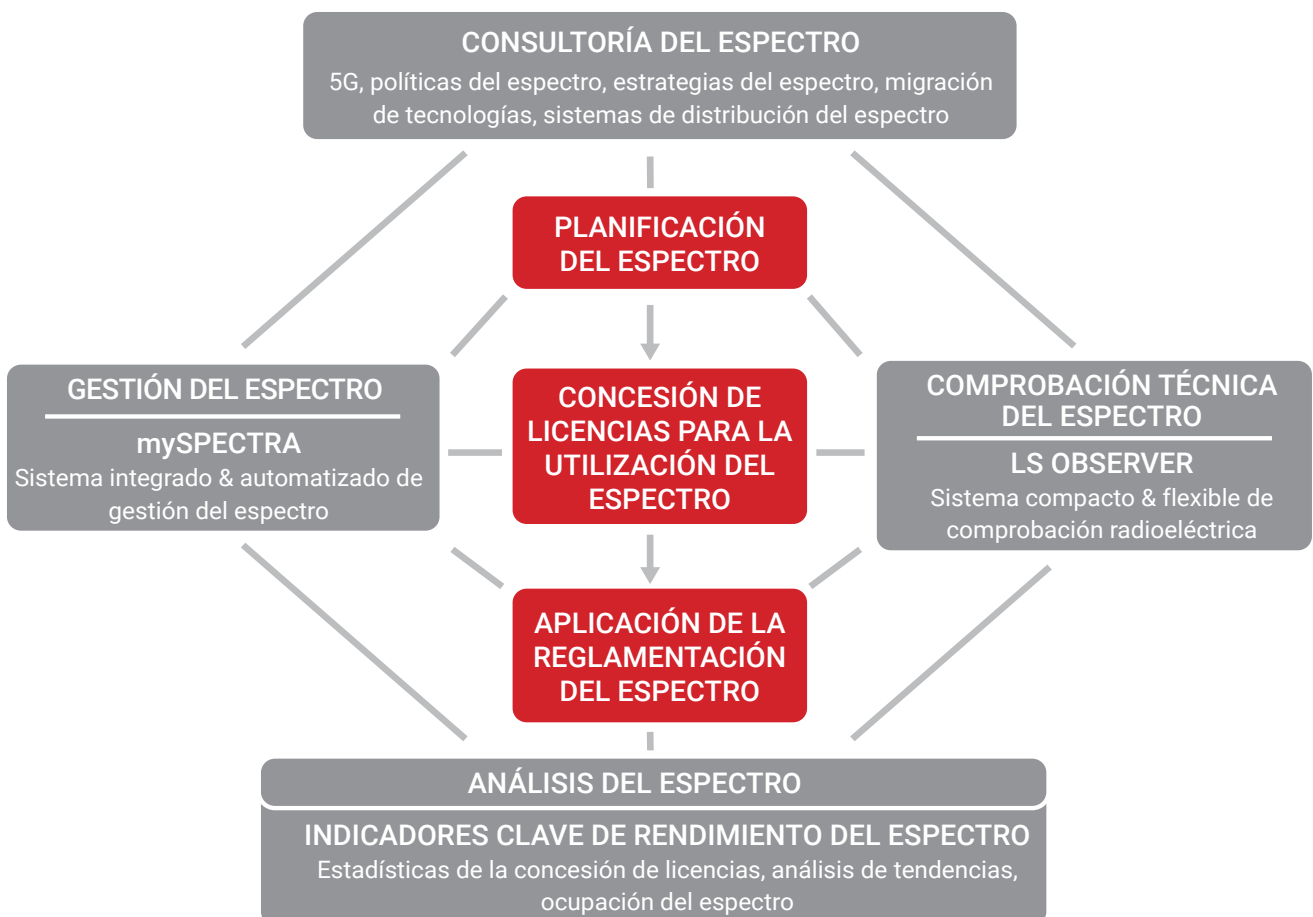 CONSULTORÍA DEL ESPECTRO
5G, políticas del espectro, estrategias del espectro, migración
de tecnologías, sistemas de distribución del espectro
PLANIFICACIÓN
DEL ESPECTRO
GESTIÓN DEL ESPECTRO
mySPECTRA
Sistema integrado & automatizado de
gestión del espectro
CONCESIÓN DE
LICENCIAS PARA LA
UTILIZACIÓN DEL
ESPECTRO
COMPROBACIÓN TÉCNICA
DEL ESPECTRO
LS OBSERVER
Sistema compacto & flexible de
comprobación radioeléctrica
APLICACIÓN DE LA
REGLAMENTACIÓN
DEL ESPECTRO
ANÁLISIS DEL ESPECTRO
INDICADORES CLAVE DE RENDIMIENTO DEL ESPECTRO
Estadísticas de la concesión de licencias, análisis de tendencias,
ocupación del espectro